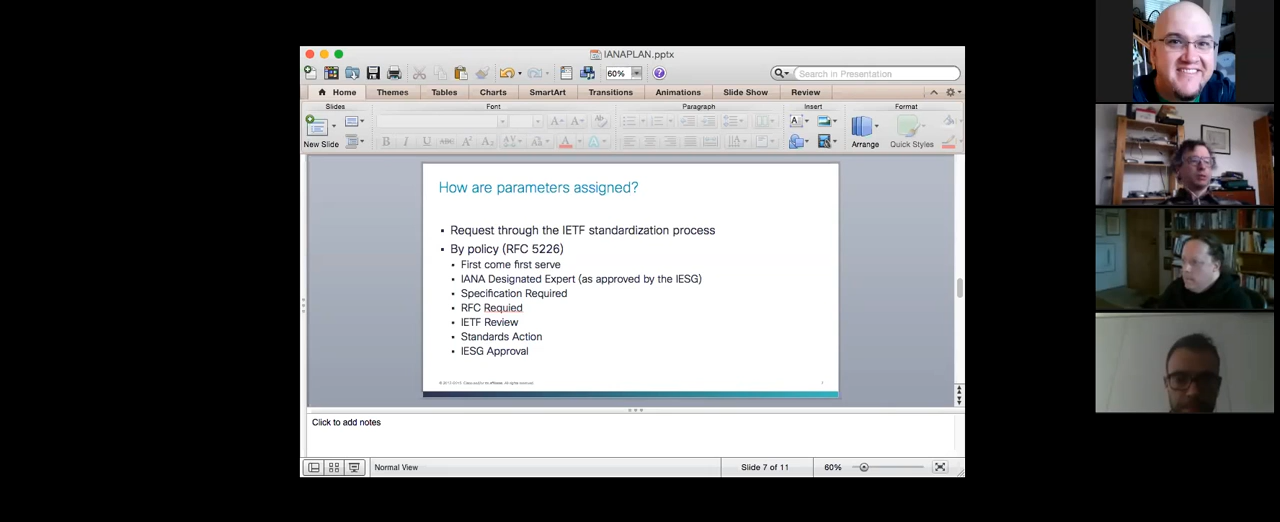 IANAPLAN.pptx
60%
Search in Presentation
Home Themes Tables Charts SmartArt Transitions Animations Slide Show Review
Slides Font Paragraph Insert Format
New Slide
Arrange Quick Styles
How are parameters assigned?
Request through the IETF standardization process
By policy (RFC 5226)
First come first serve
IANA Designated Expert (as approved by the IESG)
Specification Required
RFC Requied
IETF Review
Standards Action
IESG Approval
Click to add notes
Normal View Slide 7 of 11 60%